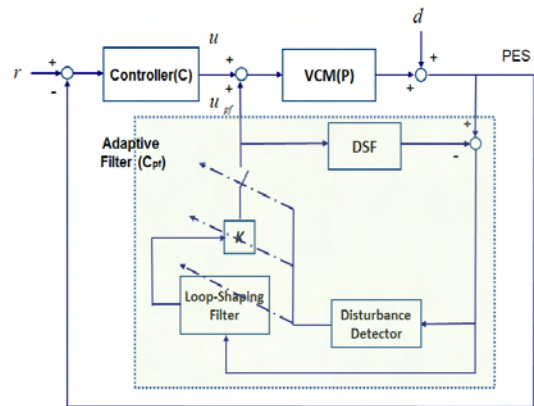 d
u
PES
+
+
+
r
+
Controller(C)
VCM(P)
-
+
+
u pf
Adaptive
Filter (Cpf)
+
DSF
-
K
Loop-Shaping
Filter
Disturbance
Detector